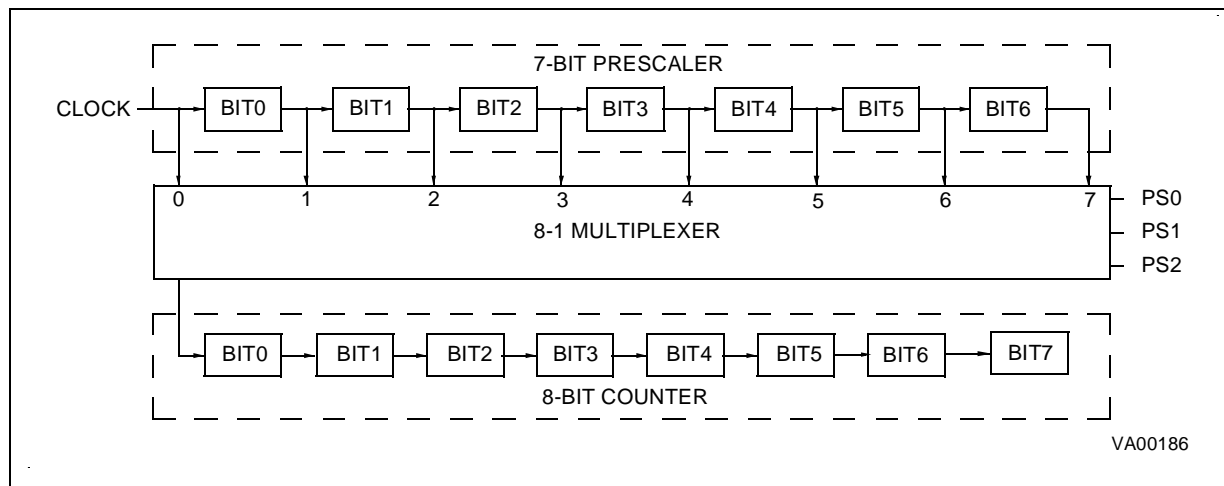 7-BIT PRESCALER
CLOCK BIT0 BIT1 BIT2 BIT3 BIT4 BIT5 BIT6
0 1 2 3 4 5 6 7 PS0
8-1 MULTIPLEXER PS1
PS2
BIT0 BIT1 BIT2 BIT3 BIT4 BIT5 BIT6 BIT7
8-BIT COUNTER
VA00186